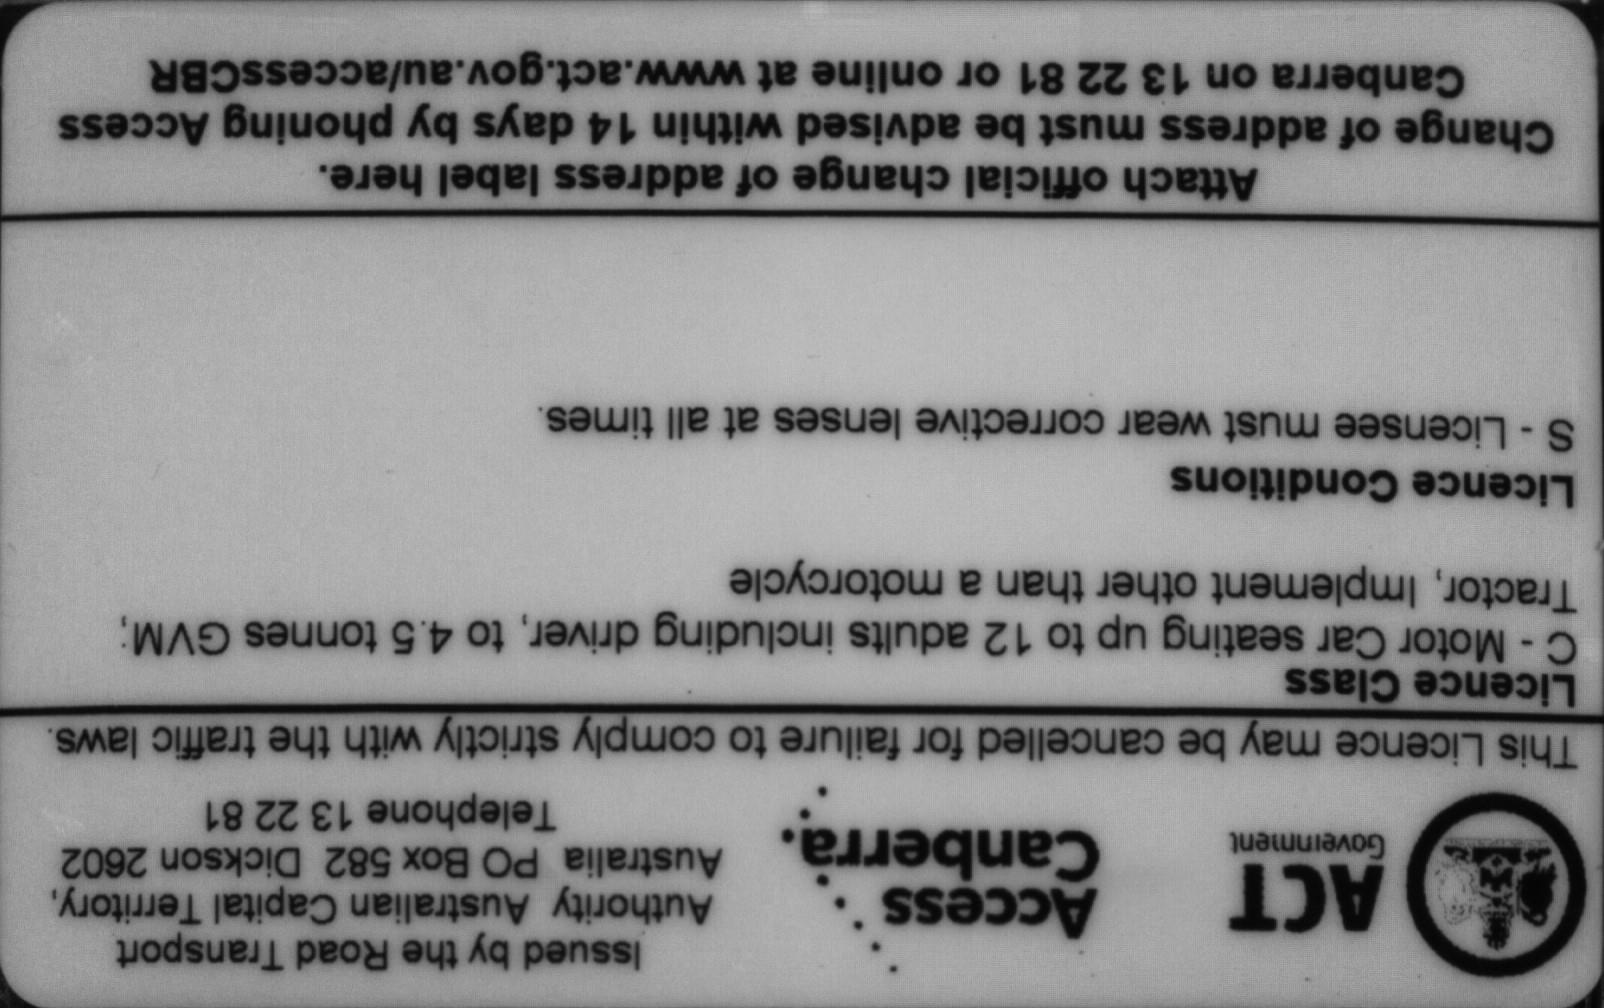 ACT
Government
Access
Canberra.
Issued by the Road Transport
Authority Australian Capital Territory,
Australia PO Box 582 Dickson 2602
Telephone 13 22 81
This Licence may be cancelled for failure to comply strictly with the traffic laws.
Licence Class
C - Motor Car seating up to 12 adults including driver, to 4.5 tonnes GVM;
Tractor, Implement other than a motorcycle
Licence Conditions
S - Licensee must wear corrective lenses at all times.
Attach official change of address label here.
Change of address must be advised within 14 days by phoning Access
Canberra on 13 22 81 or online at www.act.gov.au/accessCBR